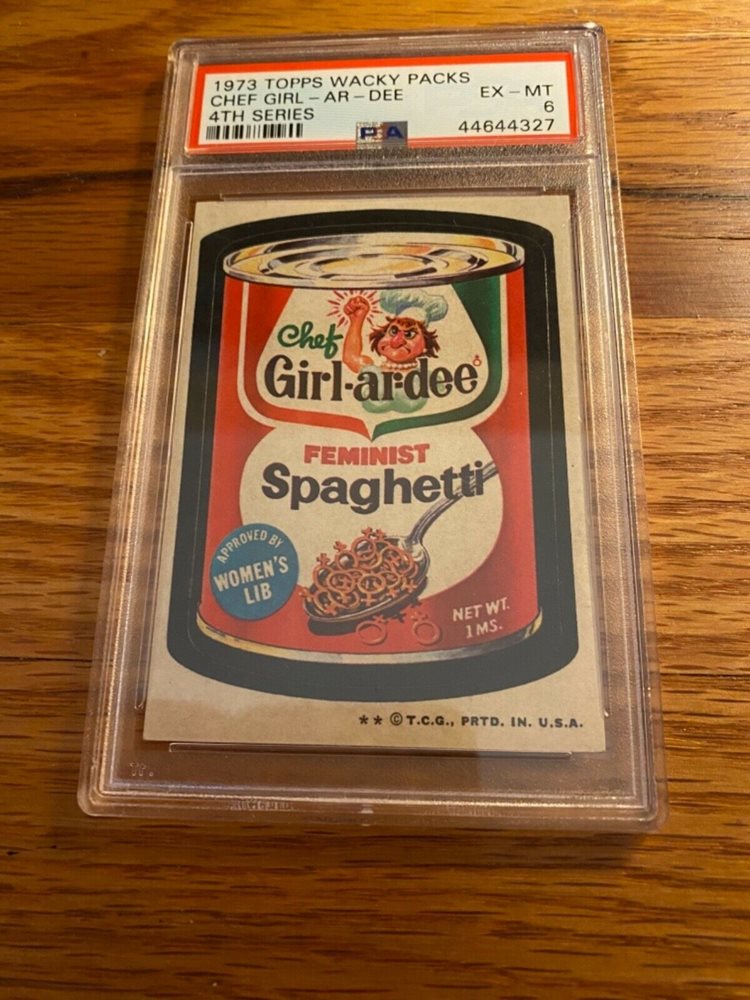 1973 TOPPS WACKY PACKS
CHEF GIRL-AR-DEE EX-MT
4TH SERIES 6
PSA 44644327
Chef
Girl-ar-dee
FEMINIST
Spaghetti
APPROVED BY
WOMEN'S
LIB
NET WT.
1 MS.
** © T.C.G., PRTD. IN. U.S.A.